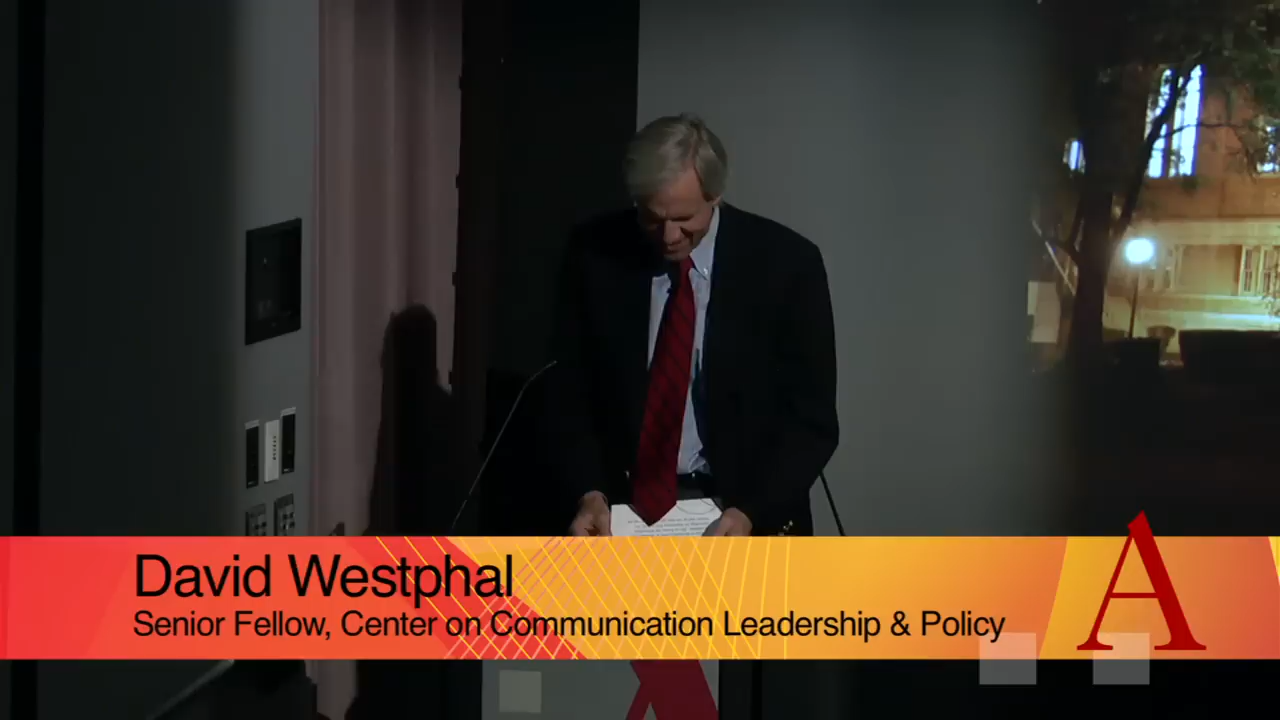 David Westphal
Senior Fellow, Center on Communication Leadership & Policy
A